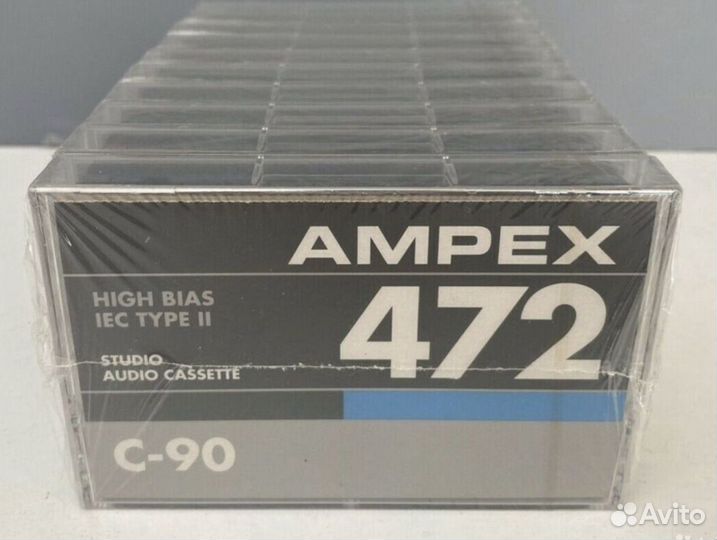 AMPEX
HIGH BIAS
IEC TYPE II
472
STUDIO
AUDIO CASSETTE
C-90
Avito